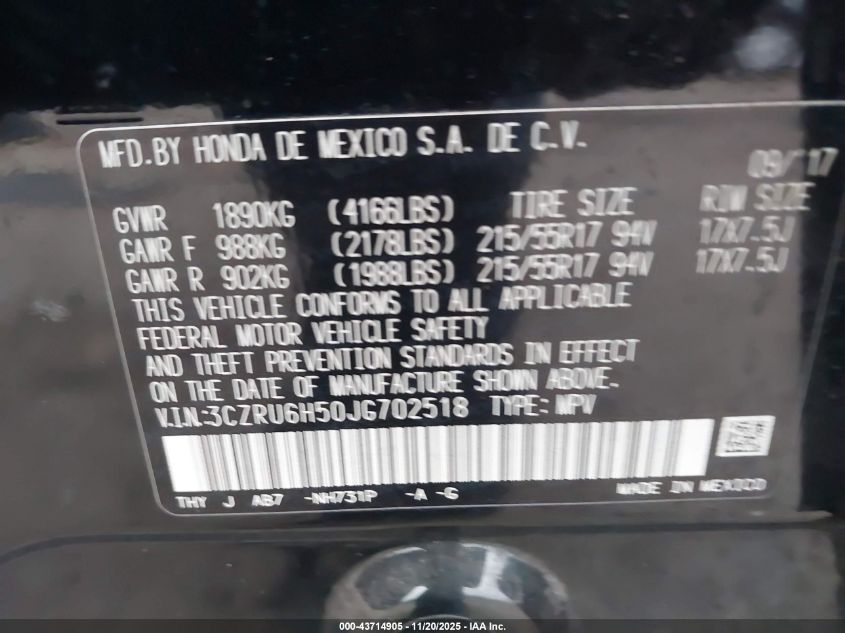 MFD.BY HONDA DE MEXICO S.A. DE C.V.
09/'17
GVWR 1890KG (4166LBS) TIRE SIZE RIM SIZE
GAWR F 988KG (2178LBS) 215/55R17 94V 17X7.5J
GAWR R 902KG (1988LBS) 215/55R17 94V 17X7.5J
THIS VEHICLE CONFORMS TO ALL APPLICABLE
FEDERAL MOTOR VEHICLE SAFETY
AND THEFT PREVENTION STANDARDS IN EFFECT
ON THE DATE OF MANUFACTURE SHOWN ABOVE.
V.I.N.:3CZRU6H50JG702518 TYPE: MPV
THY J AB7 -NH731P -A -G MADE IN MEXICO
000-43714905 - 11/20/2025 - IAA Inc.